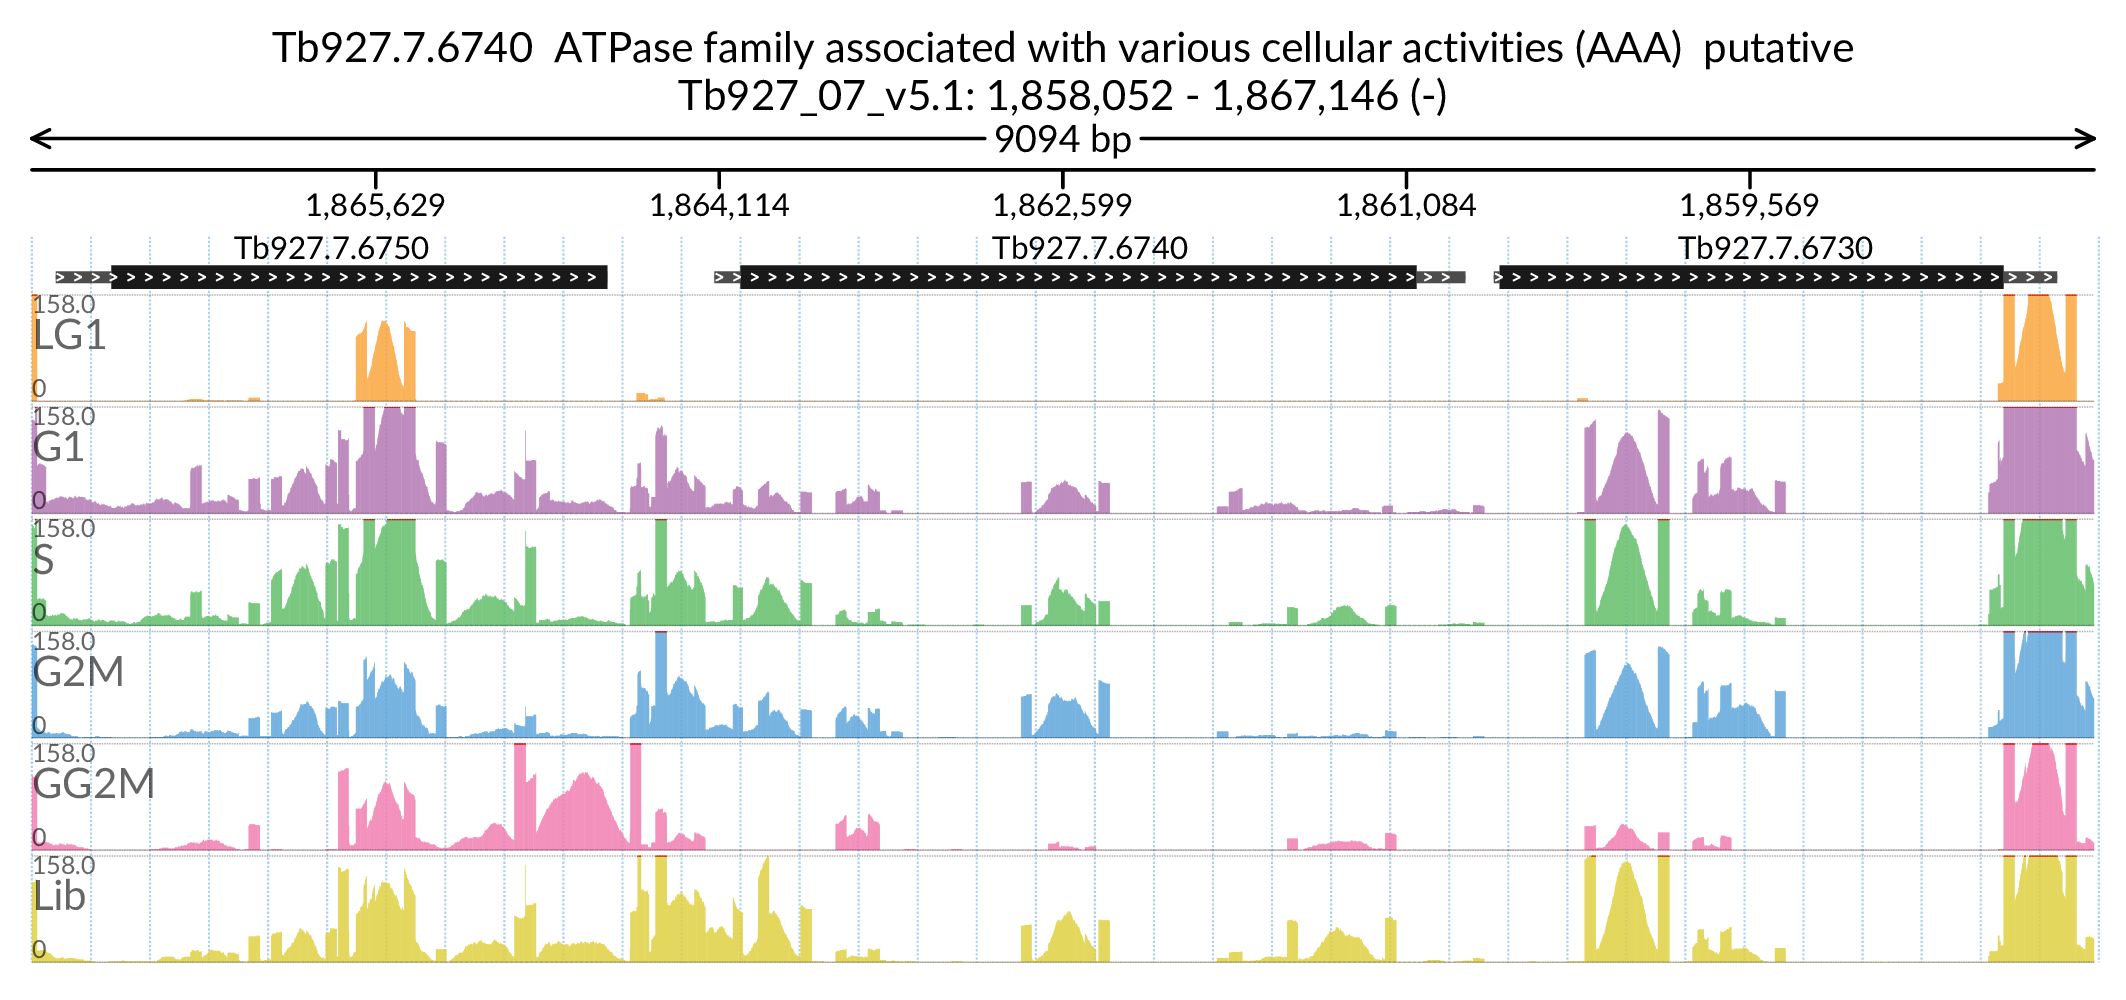 Tb927.7.6740 ATPase family associated with various cellular activities (AAA) putative
Tb927_07_v5.1: 1,858,052 - 1,867,146 (-)
9094 bp
1,865,629 1,864,114 1,862,599 1,861,084 1,859,569
Tb927.7.6750 Tb927.7.6740 Tb927.7.6730
158.0
LG1
0
158.0
G1
0
158.0
S
0
158.0
G2M
0
158.0
GG2M
0
158.0
Lib
0